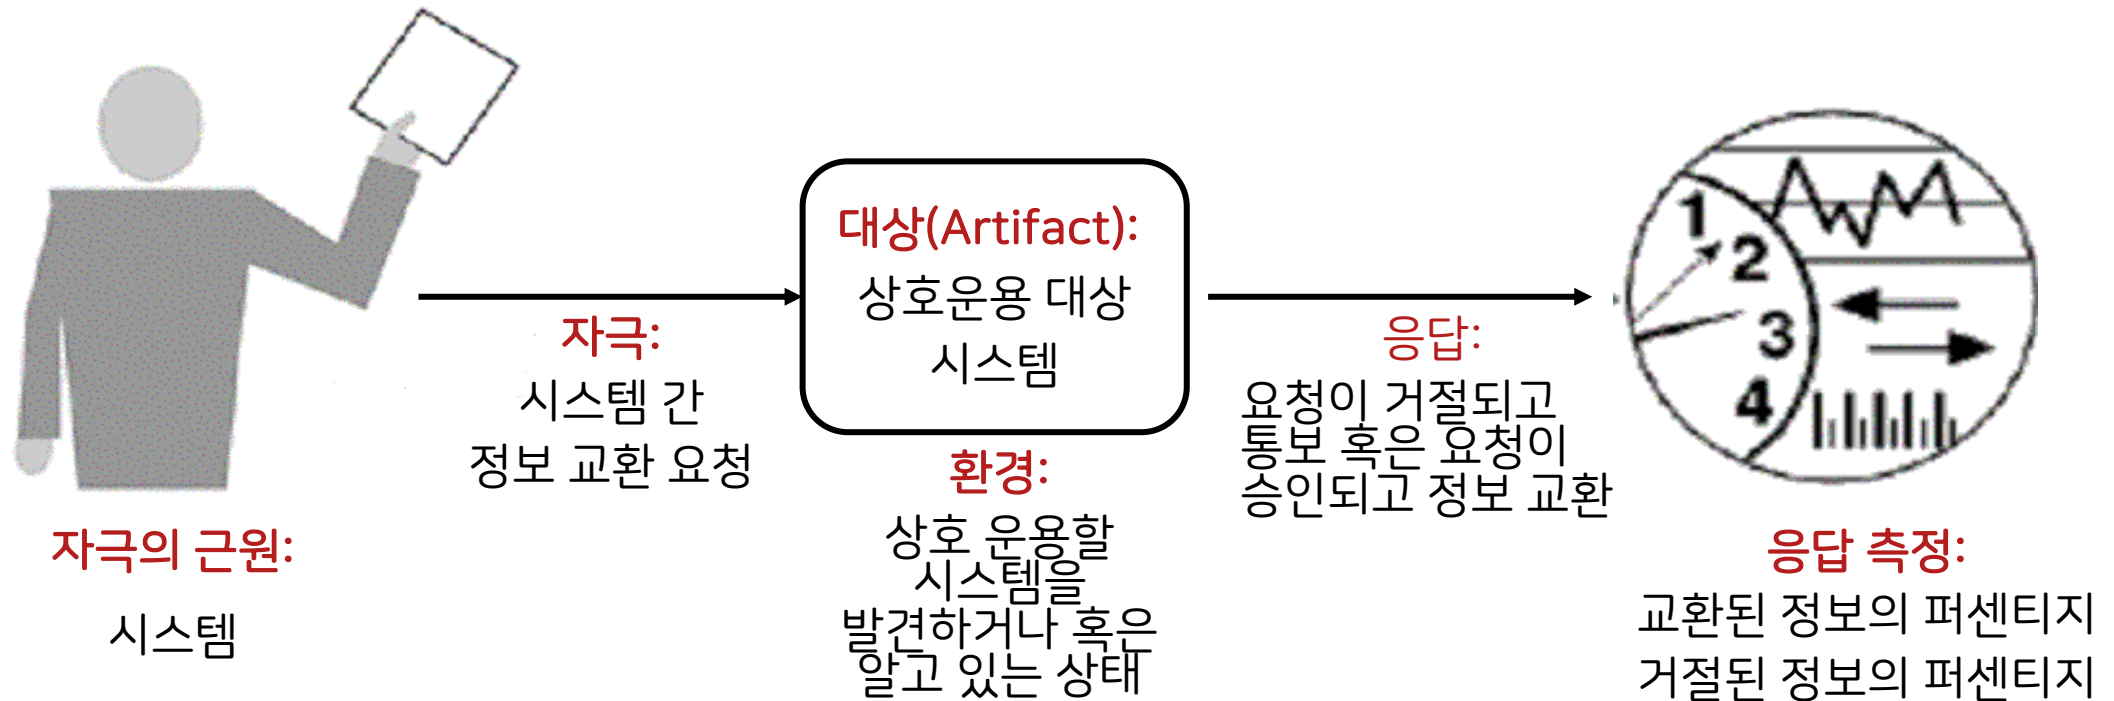 자극의 근원:
시스템
자극:
시스템 간
정보 교환 요청
대상(Artifact):
상호운용 대상
시스템
환경:
상호 운용할
시스템을
발견하거나 혹은
알고 있는 상태
응답:
요청이 거절되고
통보 혹은 요청이
승인되고 정보 교환
1
2
3
4
응답 측정:
교환된 정보의 퍼센티지
거절된 정보의 퍼센티지